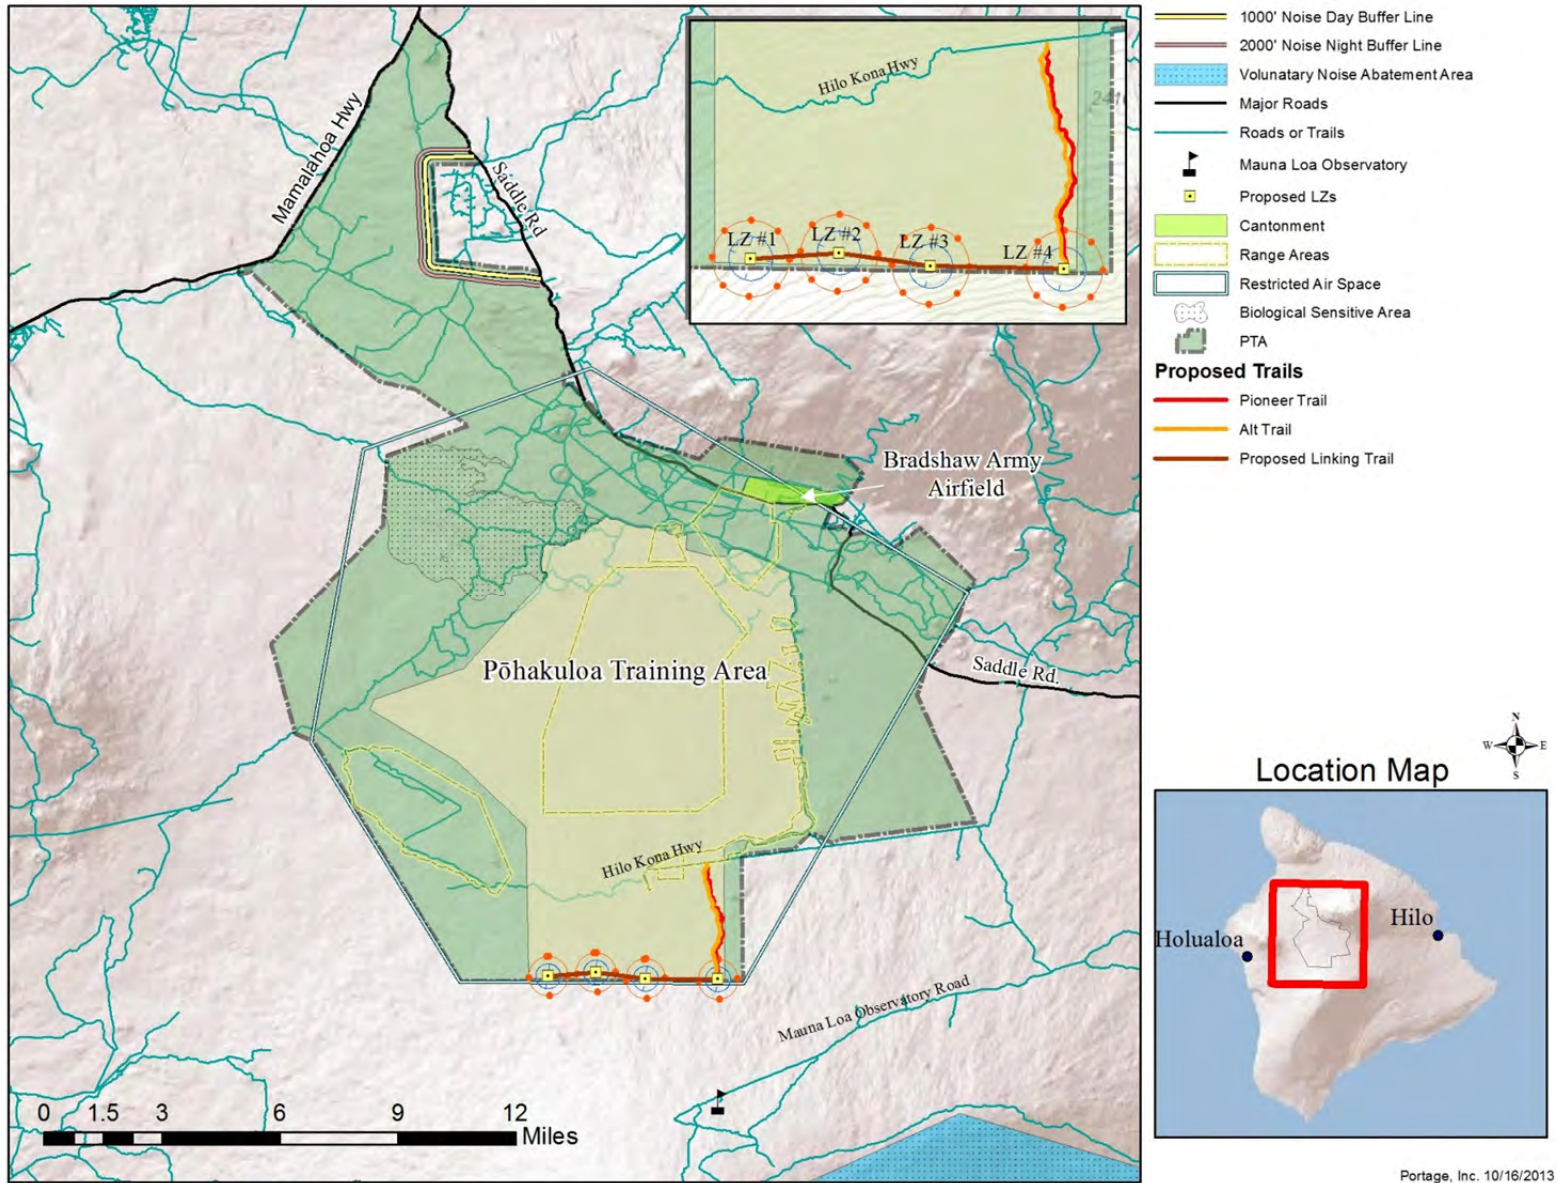 Mamalahoa Hwy
Saddle Rd
Hilo Kona Hwy
LZ #1
LZ #2
LZ #3
LZ #4
Bradshaw Army
Airfield
Pōhakuloa Training Area
Saddle Rd.
Hilo Kona Hwy
Mauna Loa Observatory Road
0 1.5 3 6 9 12
Miles
1000' Noise Day Buffer Line
2000' Noise Night Buffer Line
Volunatary Noise Abatement Area
Major Roads
Roads or Trails
Mauna Loa Observatory
Proposed LZs
Cantonment
Range Areas
Restricted Air Space
Biological Sensitive Area
PTA
Proposed Trails
Pioneer Trail
Alt Trail
Proposed Linking Trail
N
W E
S
Location Map
Hilo
Holualoa
Portage, Inc. 10/16/2013